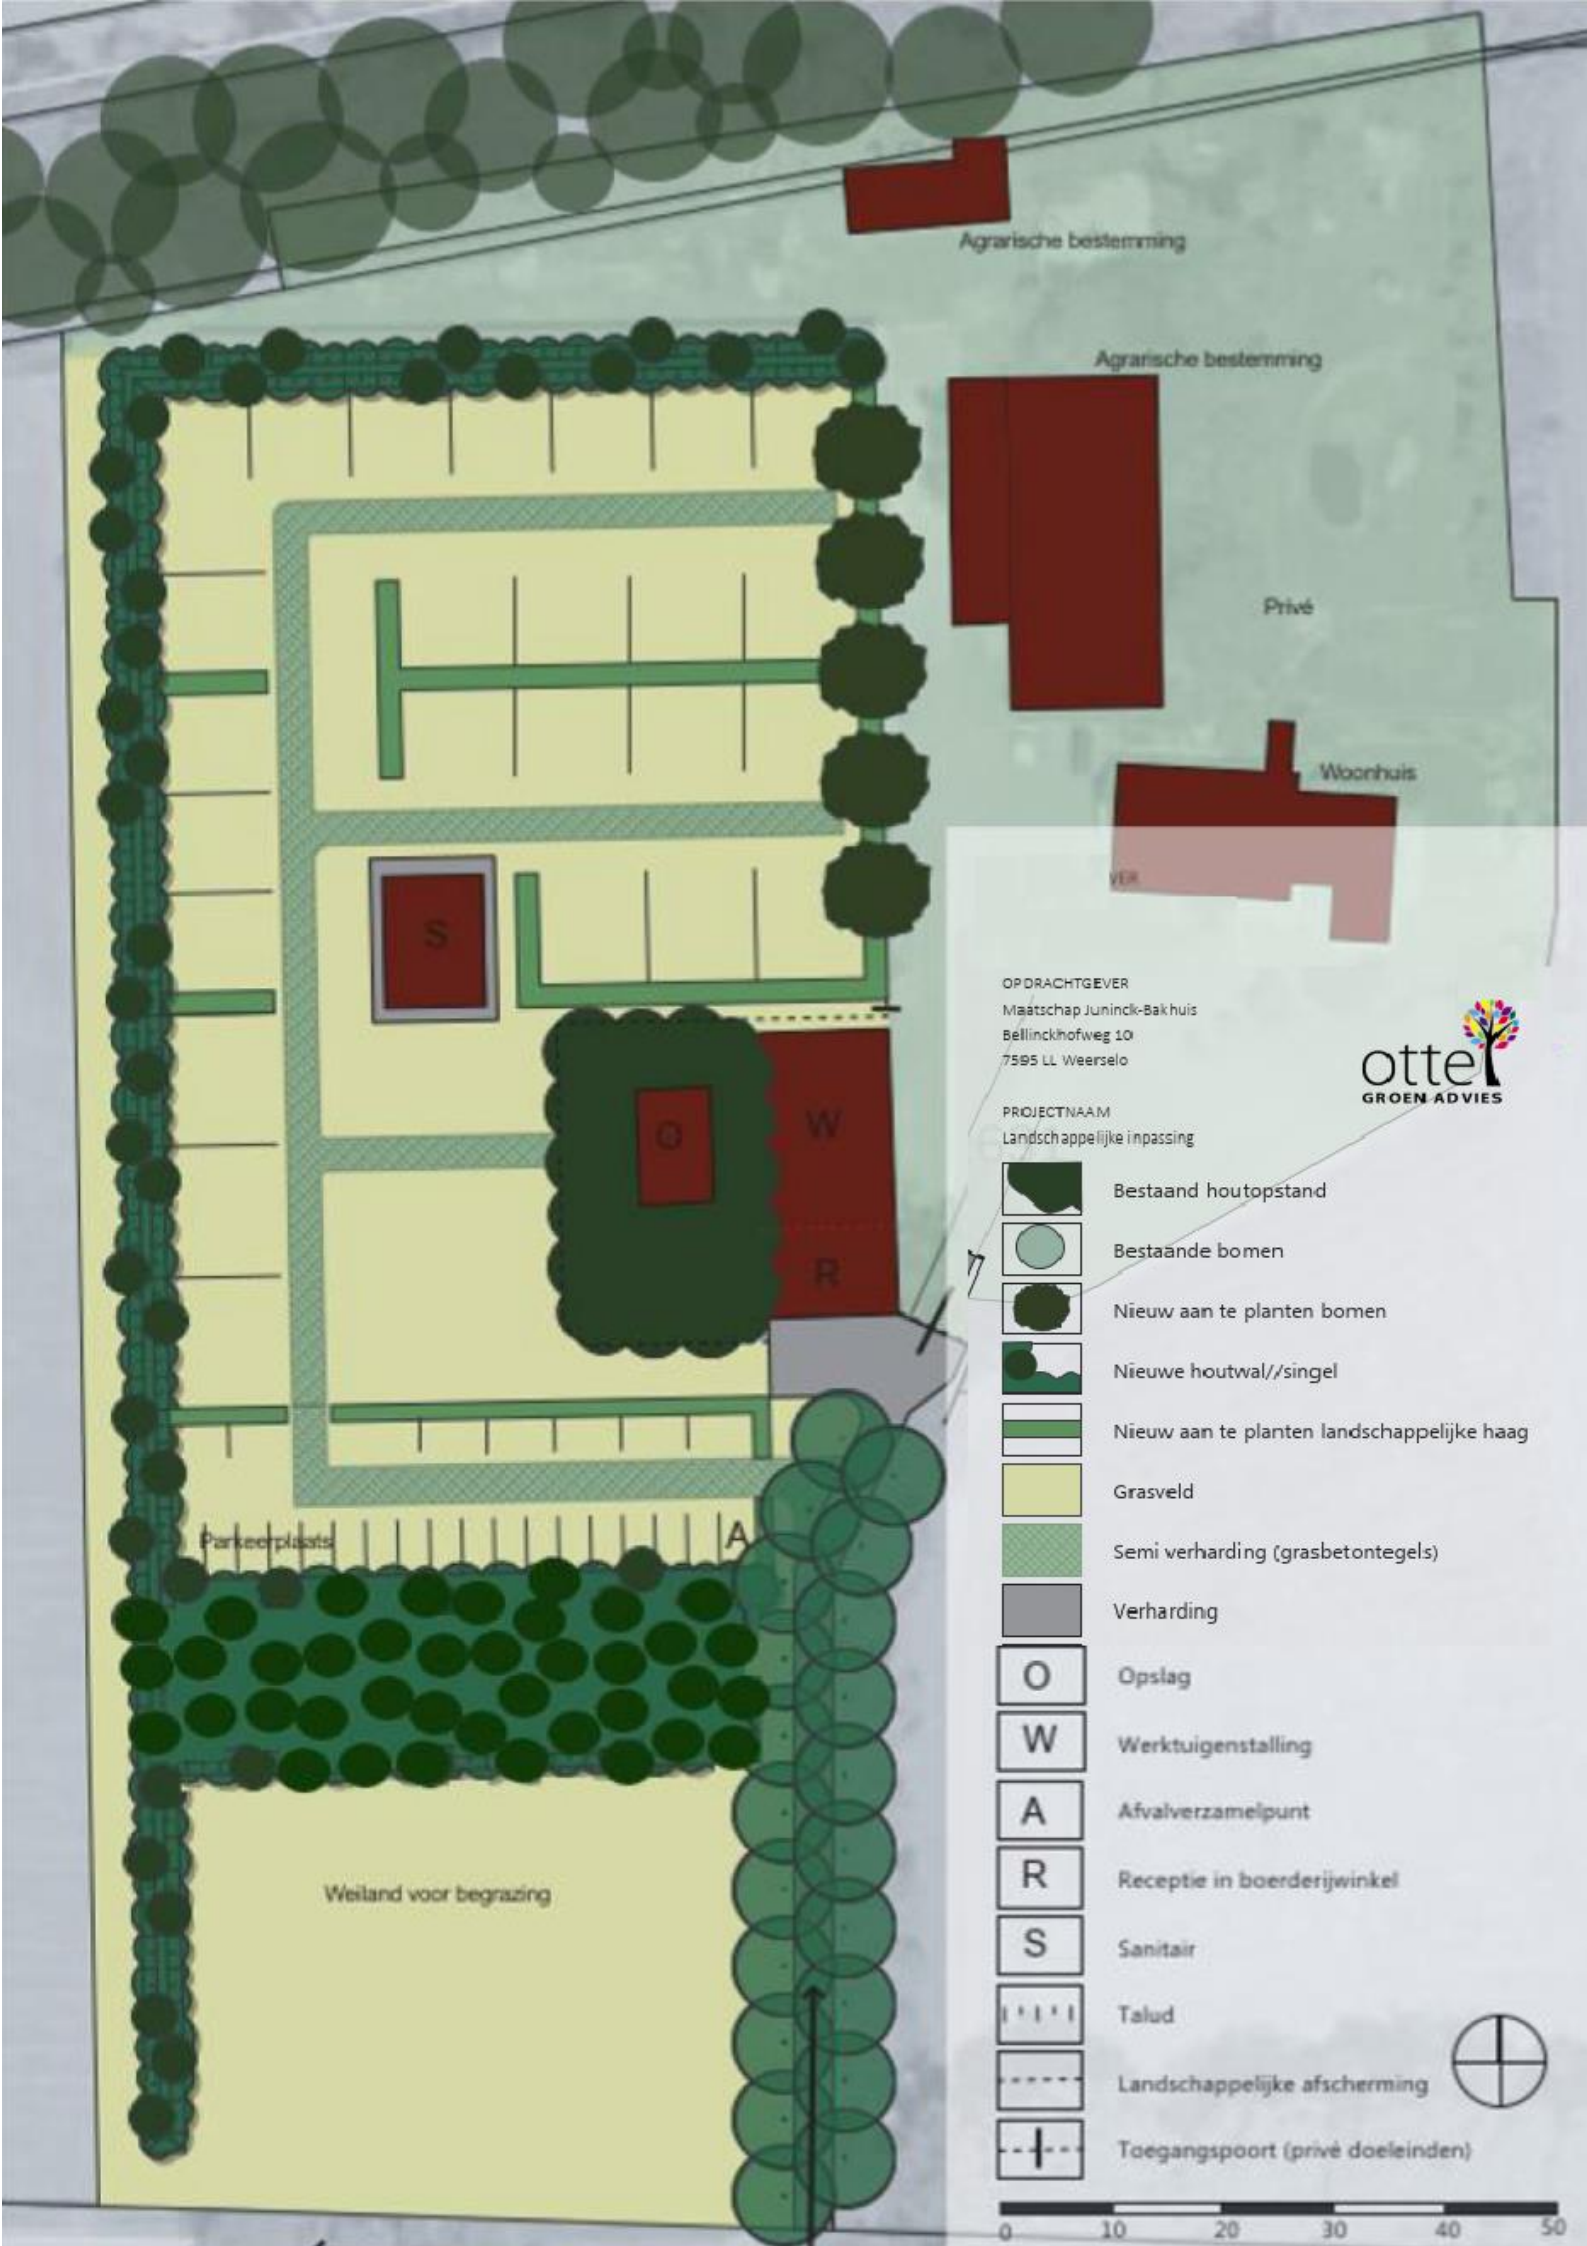 Agrarische bestemming
Agrarische bestemming
Privé
Woonhuis
VER
S
O
W
R
Parkeerplaats
A
Weiland voor begrazing
OPDRACHTGEVER
Maatschap Juninck-Bakhuis
Bellinckhofweg 10
7595 LL Weerselo
otte
GROEN ADVIES
PROJECTNAAM
Landschappelijke inpassing
Bestaand houtopstand
Bestaande bomen
Nieuw aan te planten bomen
Nieuwe houtwal//singel
Nieuw aan te planten landschappelijke haag
Grasveld
Semi verharding (grasbetontegels)
Verharding
O Opslag
W Werktuigenstalling
A Afvalverzamelpunt
R Receptie in boerderijwinkel
S Sanitair
Talud
Landschappelijke afscherming
Toegangspoort (privé doeleinden)
0 10 20 30 40 50